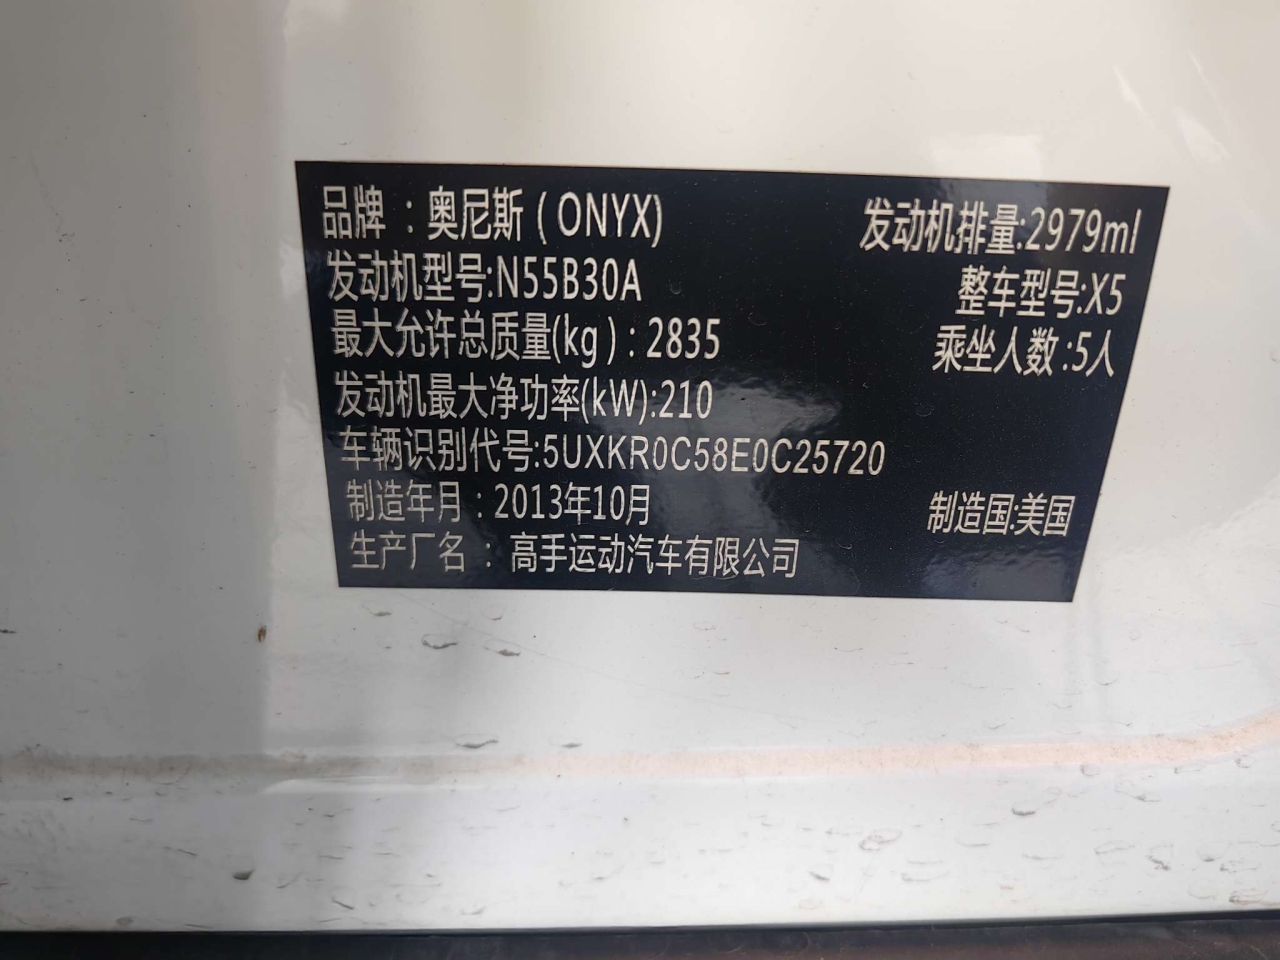 品牌 ：奥尼斯（ONYX） 发动机排量:2979ml
发动机型号:N55B30A 整车型号:X5
最大允许总质量(kg)：2835 乘坐人数:5人
发动机最大净功率(kW):210
车辆识别代号:5UXKR0C58E0C25720
制造年月：2013年10月 制造国:美国
生产厂名 ：高手运动汽车有限公司